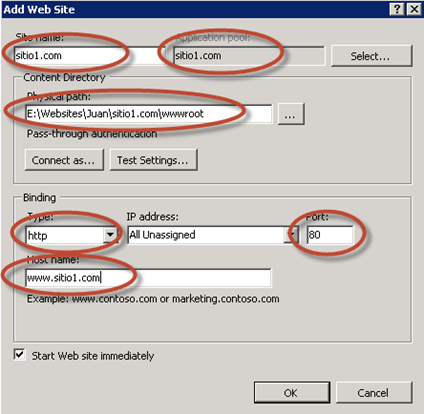 Add Web Site
Site name: Application pool:
sitio1.com sitio1.com Select...
Content Directory
Physical path:
E:\Websites\Juan\sitio1.com\wwwroot ...
Pass-through authentication
Connect as... Test Settings...
Binding
Type: IP address: Port:
http All Unassigned 80
Host name:
www.sitio1.com
Example: www.contoso.com or marketing.contoso.com
Start Web site immediately
OK Cancel